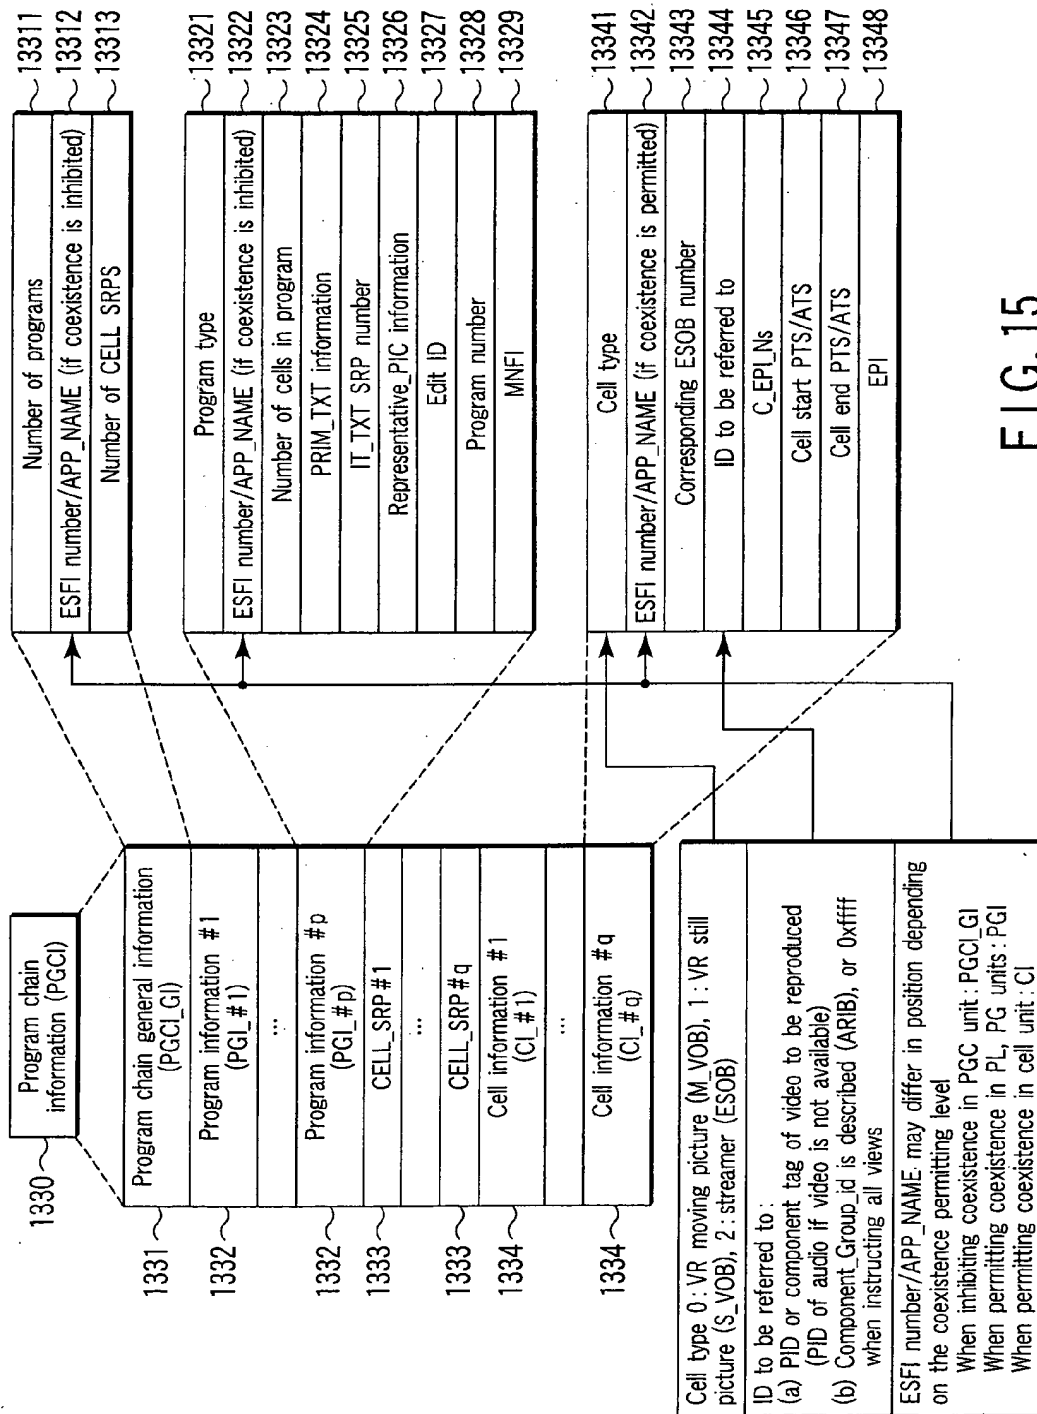 Program chain
information (PGCI)
1330
Program chain general information
(PGCI_GI)
1331
Program information #1
(PGI_#1)
1332
...
Program information #p
(PGI_#p)
1332
CELL_SRP#1
1333
...
CELL_SRP#q
1333
Cell information #1
(CI_#1)
1334
...
Cell information #q
(CI_#q)
1334
Number of programs
13311
ESFI number/APP_NAME (if coexistence is inhibited)
13312
Number of CELL SRPS
13313
Program type
13321
ESFI number/APP_NAME (if coexistence is inhibited)
13322
Number of cells in program
13323
PRIM_TXT information
13324
IT_TXT SRP number
13325
Representative_PIC information
13326
Edit ID
13327
Program number
13328
MNFI
13329
Cell type
13341
ESFI number/APP_NAME (if coexistence is permitted)
13342
Corresponding ESOB number
13343
ID to be referred to
13344
C_EPI_Ns
13345
Cell start PTS/ATS
13346
Cell end PTS/ATS
13347
EPI
13348
Cell type 0 : VR moving picture (M_VOB), 1 : VR still
picture (S_VOB), 2 : streamer (ESOB)
ID to be referred to :
(a) PID or component tag of video to be reproduced
(PID of audio if video is not available)
(b) Component_Group_id is described (ARIB), or 0xffff
when instructing all views
ESFI number/APP_NAME may differ in position depending
on the coexistence permitting level
When inhibiting coexistence in PGC unit : PGCI_GI
When permitting coexistence in PL, PG units : PGI
When permitting coexistence in cell unit : CI
FIG. 15